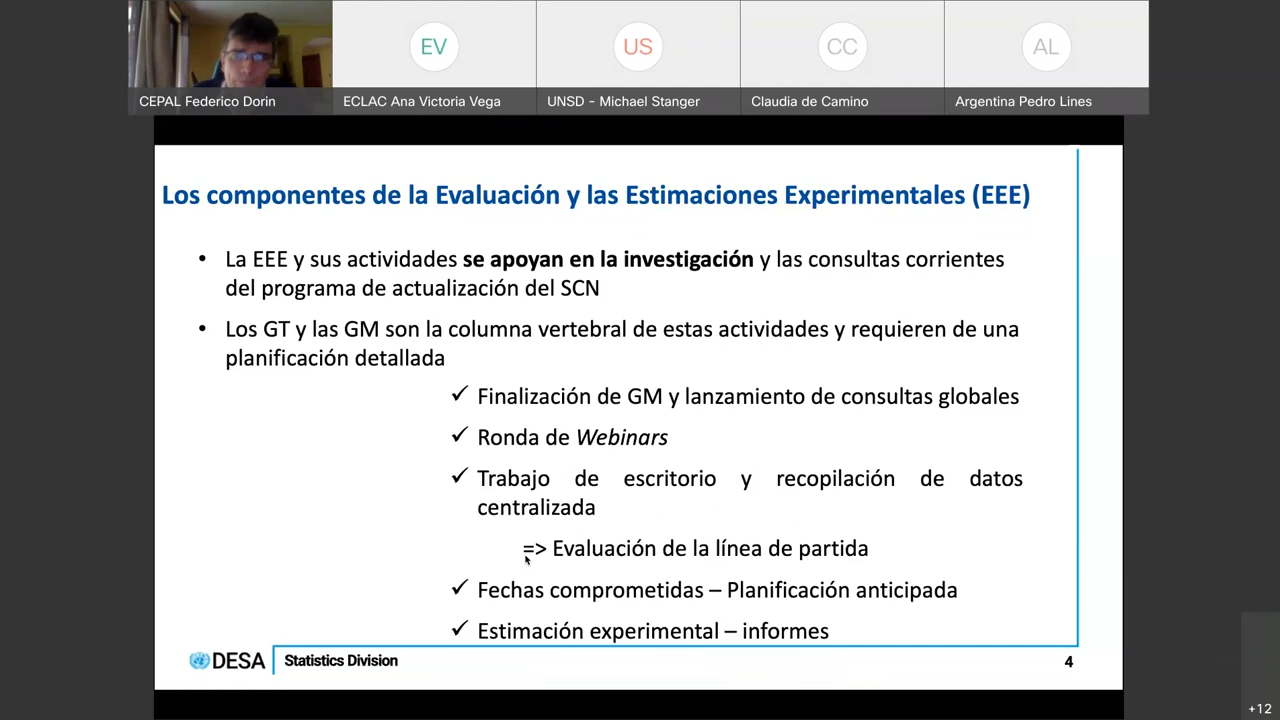 EV
US
CC
AL
CEPAL Federico Dorin
ECLAC Ana Victoria Vega
UNSD - Michael Stanger
Claudia de Camino
Argentina Pedro Lines
Los componentes de la Evaluación y las Estimaciones Experimentales (EEE)
• La EEE y sus actividades se apoyan en la investigación y las consultas corrientes
del programa de actualización del SCN
• Los GT y las GM son la columna vertebral de estas actividades y requieren de una
planificación detallada
✓ Finalización de GM y lanzamiento de consultas globales
✓ Ronda de Webinars
✓ Trabajo de escritorio y recopilación de datos
centralizada
=> Evaluación de la línea de partida
✓ Fechas comprometidas – Planificación anticipada
✓ Estimación experimental – informes
DESA Statistics Division
4
+12